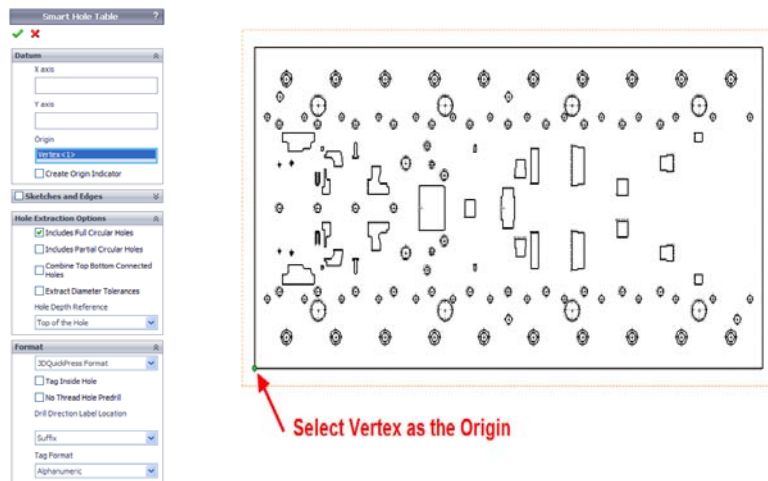 Smart Hole Table ?
Datum
X axis
Y axis
Origin
Vertex<1>
Create Origin Indicator
Sketches and Edges
Hole Extraction Options
Includes Full Circular Holes
Includes Partial Circular Holes
Combine Top Bottom Connected
Holes
Extract Diameter Tolerances
Hole Depth Reference
Top of the Hole
Format
3DQuickPress Format
Tag Inside Hole
No Thread Hole Predrill
Drill Direction Label Location
Suffix
Tag Format
Alphanumeric
Select Vertex as the Origin